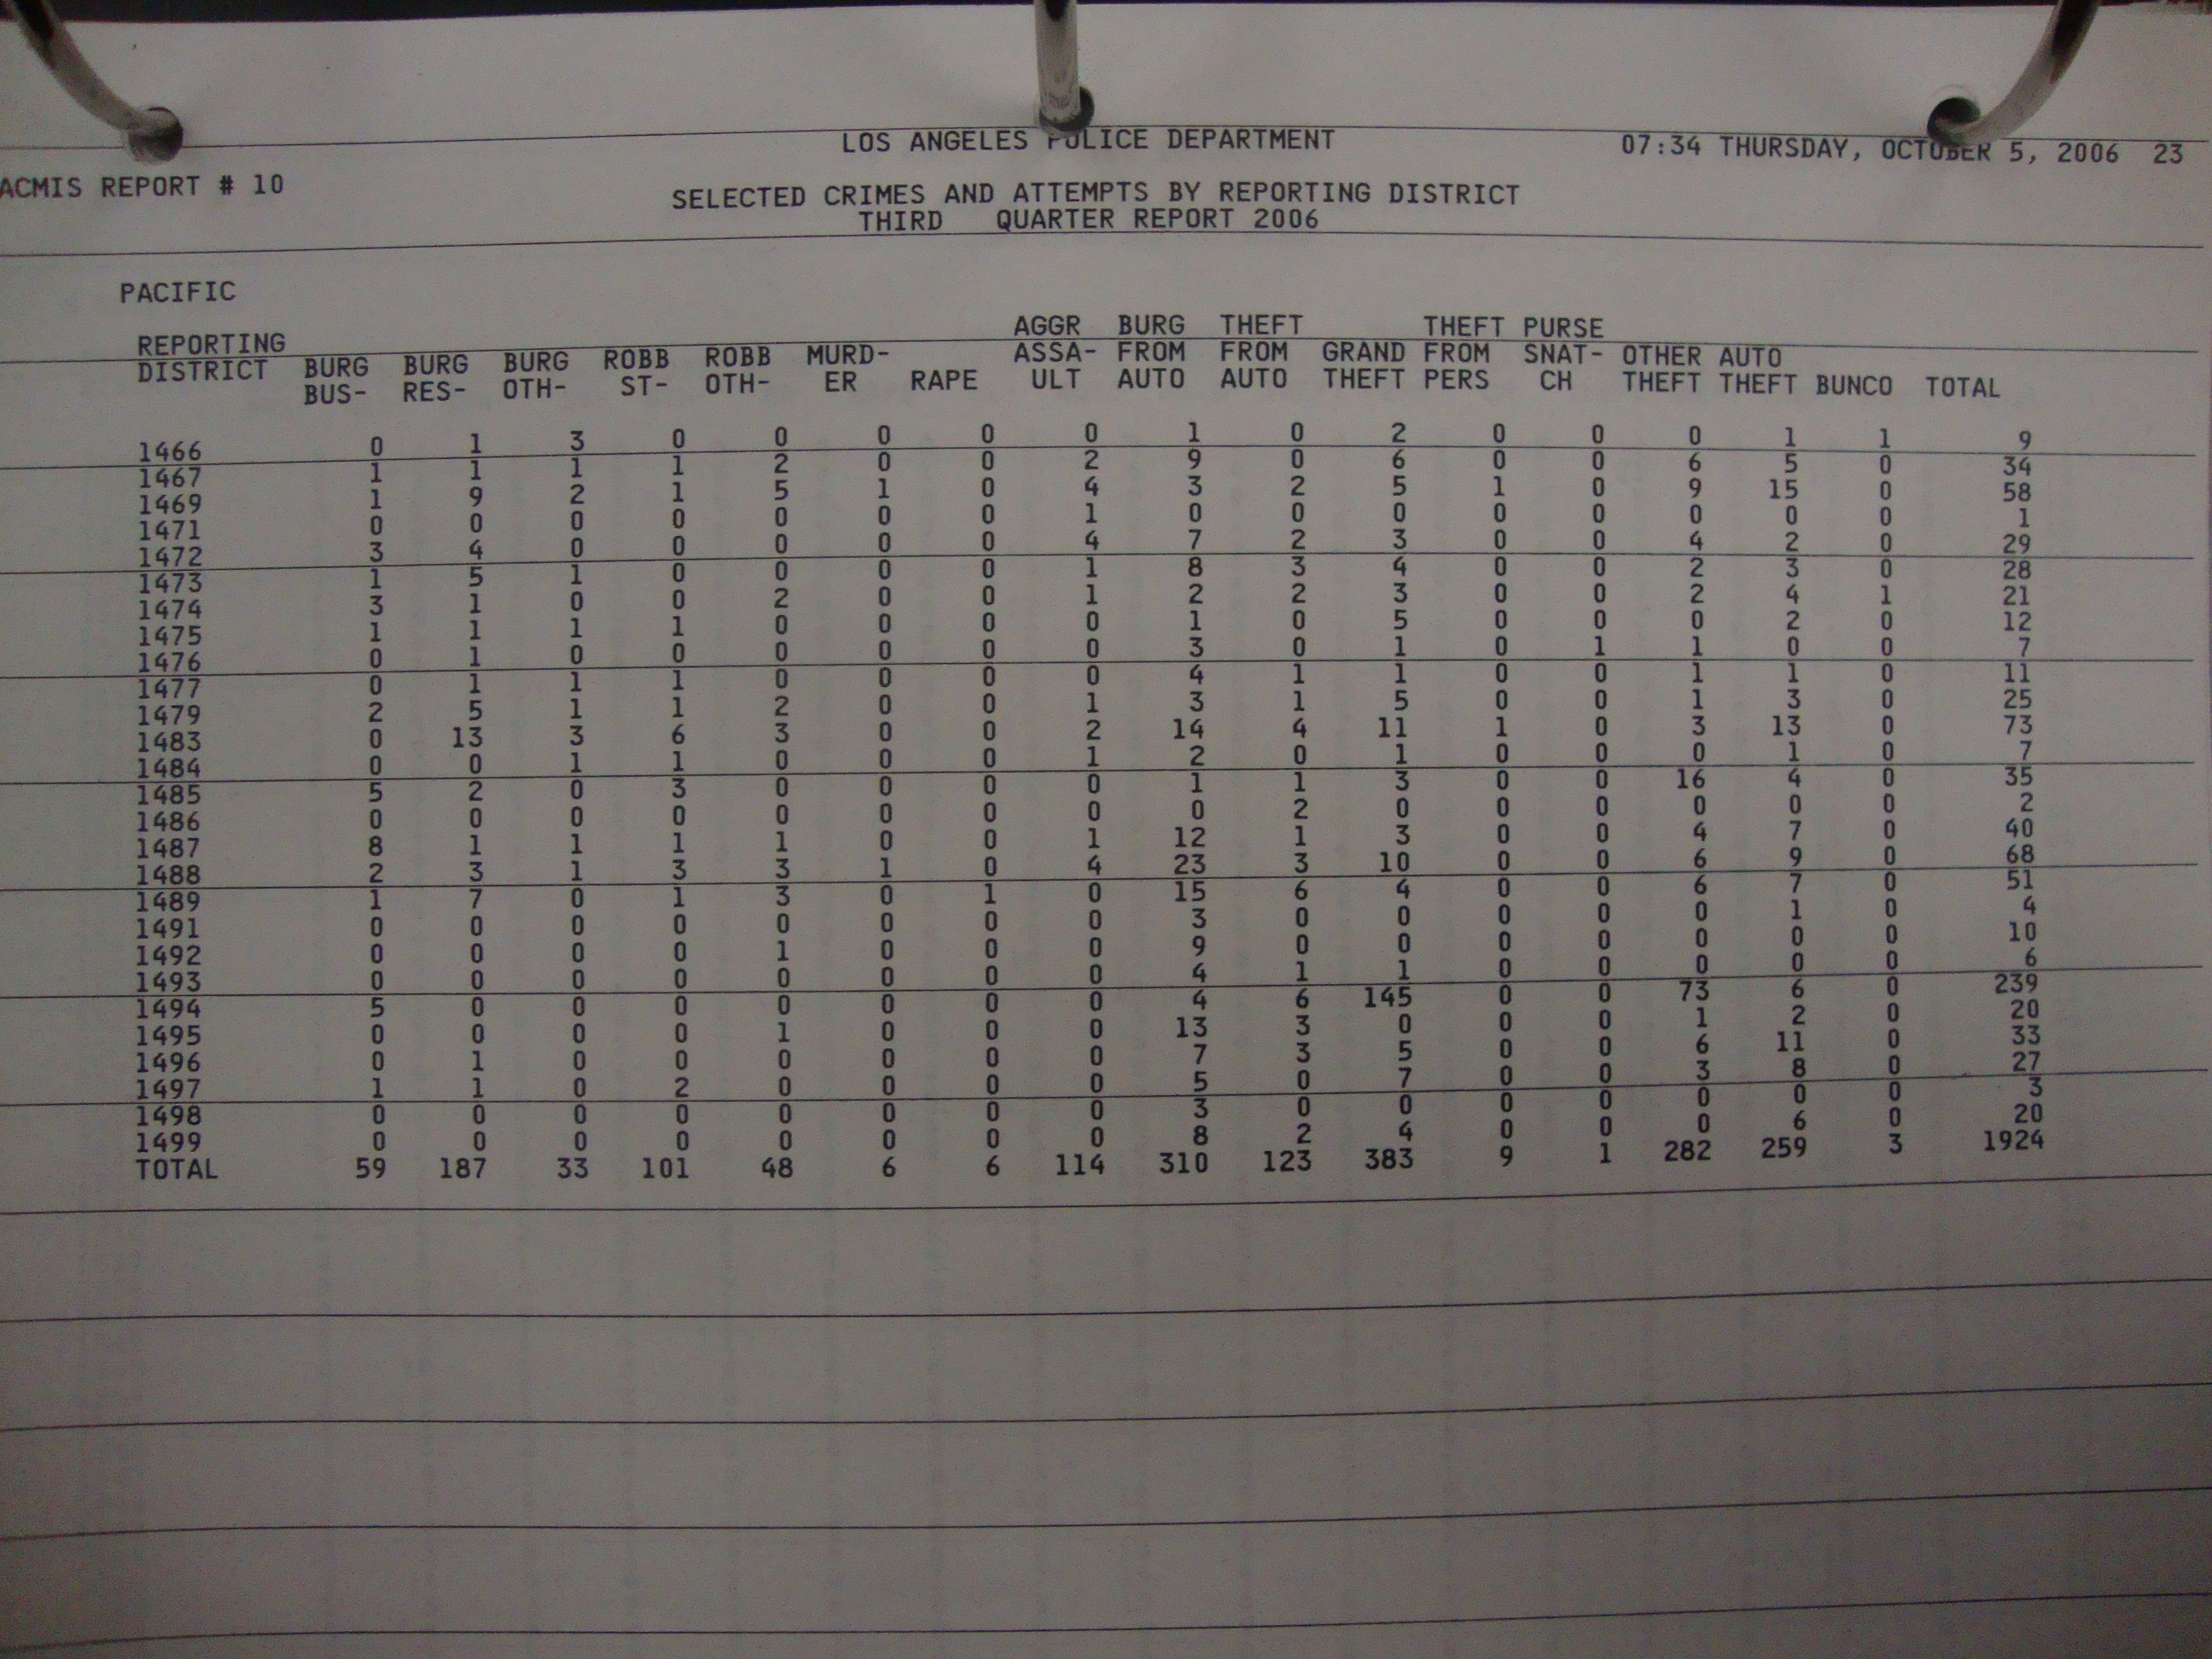 LOS ANGELES POLICE DEPARTMENT 07:34 THURSDAY, OCTOBER 5, 2006 23
ACMIS REPORT # 10
SELECTED CRIMES AND ATTEMPTS BY REPORTING DISTRICT
THIRD QUARTER REPORT 2006
PACIFIC
AGGR BURG THEFT THEFT PURSE
REPORTING BURG BURG BURG ROBB ROBB MURD- ASSA- FROM FROM GRAND FROM SNAT- OTHER AUTO
DISTRICT BUS- RES- OTH- ST- OTH- ER RAPE ULT AUTO AUTO THEFT PERS CH THEFT THEFT BUNCO TOTAL
1466 0 1 3 0 0 0 0 0 1 0 2 0 0 0 1 1 9
1467 1 1 1 1 2 0 0 2 9 0 6 0 0 6 5 0 34
1469 1 9 2 1 5 1 0 4 3 2 5 1 0 9 15 0 58
1471 0 0 0 0 0 0 0 1 0 0 0 0 0 0 0 0 1
1472 3 4 0 0 0 0 0 4 7 2 3 0 0 4 2 0 29
1473 1 5 1 0 0 0 0 1 8 3 4 0 0 2 3 0 28
1474 3 1 0 0 2 0 0 1 2 2 3 0 0 2 4 1 21
1475 1 1 1 1 0 0 0 0 1 0 5 0 0 0 2 0 12
1476 0 1 0 0 0 0 0 0 3 0 1 0 1 1 0 0 7
1477 0 1 1 1 0 0 0 0 4 1 1 0 0 1 1 0 11
1479 2 5 1 1 2 0 0 1 3 1 5 0 0 1 3 0 25
1483 0 13 3 6 3 0 0 2 14 4 11 1 0 3 13 0 73
1484 0 0 1 1 0 0 0 1 2 0 1 0 0 0 1 0 7
1485 5 2 0 3 0 0 0 0 1 1 3 0 0 16 4 0 35
1486 0 0 0 0 0 0 0 0 0 2 0 0 0 0 0 0 2
1487 8 1 1 1 1 0 0 1 12 1 3 0 0 4 7 0 40
1488 2 3 1 3 3 1 0 4 23 3 10 0 0 6 9 0 68
1489 1 7 0 1 3 0 1 0 15 6 4 0 0 6 7 0 51
1491 0 0 0 0 0 0 0 0 3 0 0 0 0 0 1 0 4
1492 0 0 0 0 1 0 0 0 9 0 0 0 0 0 0 0 10
1493 0 0 0 0 0 0 0 0 4 1 1 0 0 0 0 0 6
1494 5 0 0 0 0 0 0 0 4 6 145 0 0 73 6 0 239
1495 0 0 0 0 1 0 0 0 13 3 0 0 0 1 2 0 20
1496 0 1 0 0 0 0 0 0 7 3 5 0 0 6 11 0 33
1497 1 1 0 2 0 0 0 0 5 0 7 0 0 3 8 0 27
1498 0 0 0 0 0 0 0 0 3 0 0 0 0 0 0 0 3
1499 0 0 0 0 0 0 0 0 8 2 4 0 0 0 6 0 20
TOTAL 59 187 33 101 48 6 6 114 310 123 383 9 1 282 259 3 1924